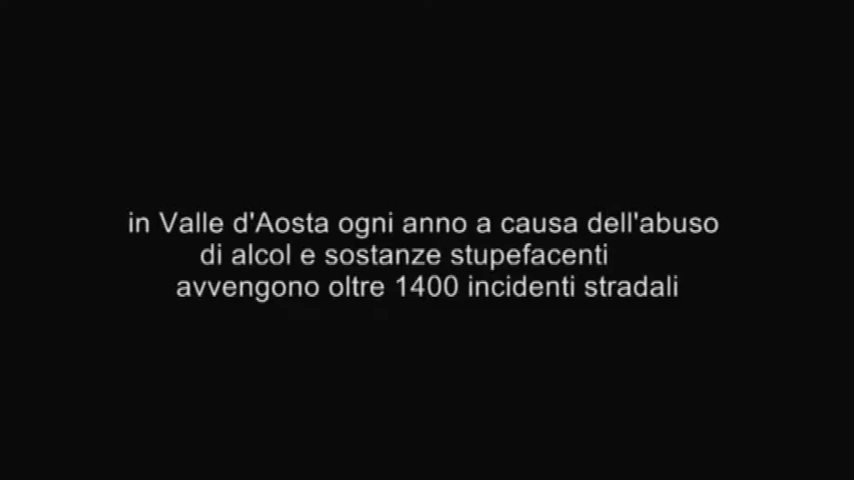 in Valle d'Aosta ogni anno a causa dell'abuso
di alcol e sostanze stupefacenti
avvengono oltre 1400 incidenti stradali